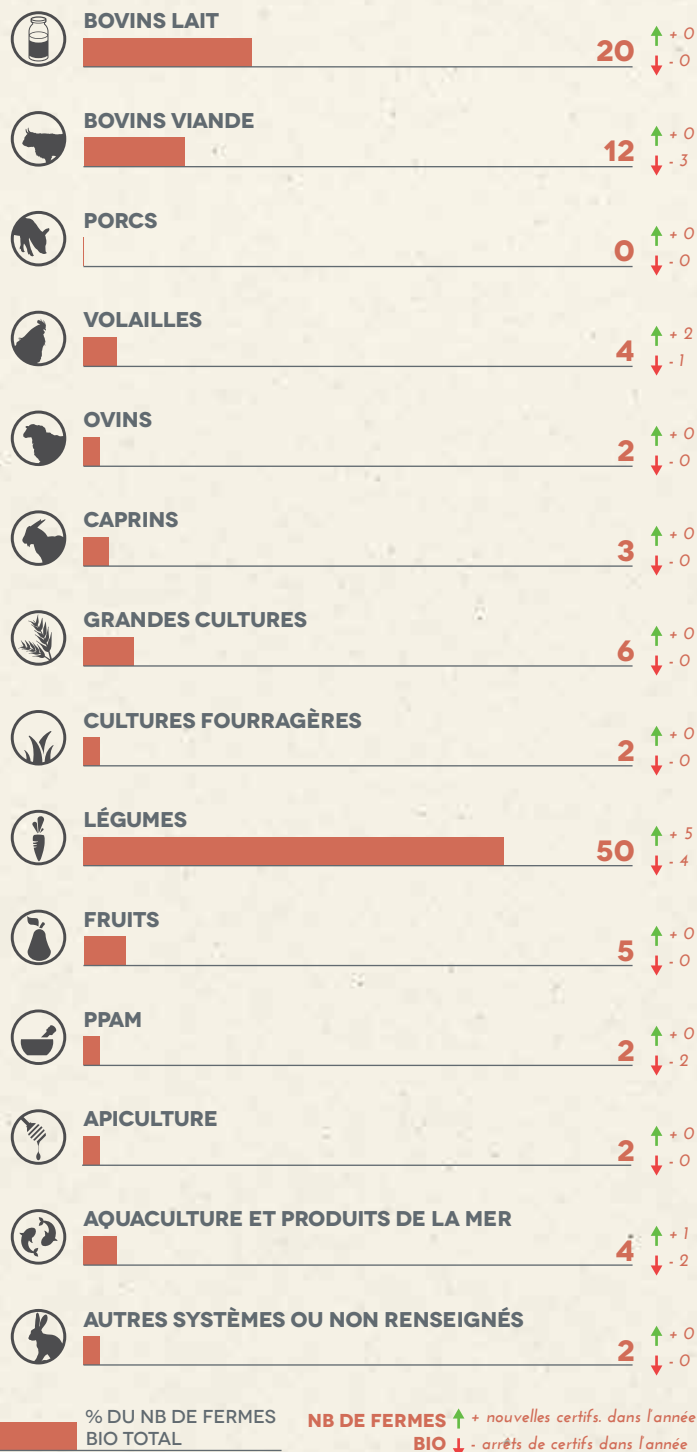 BOVINS LAIT
20
+ 0
- 0
BOVINS VIANDE
12
+ 0
- 3
PORCS
0
+ 0
- 0
VOLAILLES
4
+ 2
- 1
OVINS
2
+ 0
- 0
CAPRINS
3
+ 0
- 0
GRANDES CULTURES
6
+ 0
- 0
CULTURES FOURRAGÈRES
2
+ 0
- 0
LÉGUMES
50
+ 5
- 4
FRUITS
5
+ 0
- 0
PPAM
2
+ 0
- 2
APICULTURE
2
+ 0
- 0
AQUACULTURE ET PRODUITS DE LA MER
4
+ 1
- 2
AUTRES SYSTÈMES OU NON RENSEIGNÉS
2
+ 0
- 0
% DU NB DE FERMES
BIO TOTAL
NB DE FERMES
BIO
+ nouvelles certifs. dans l'année
- arrêts de certifs dans l'année